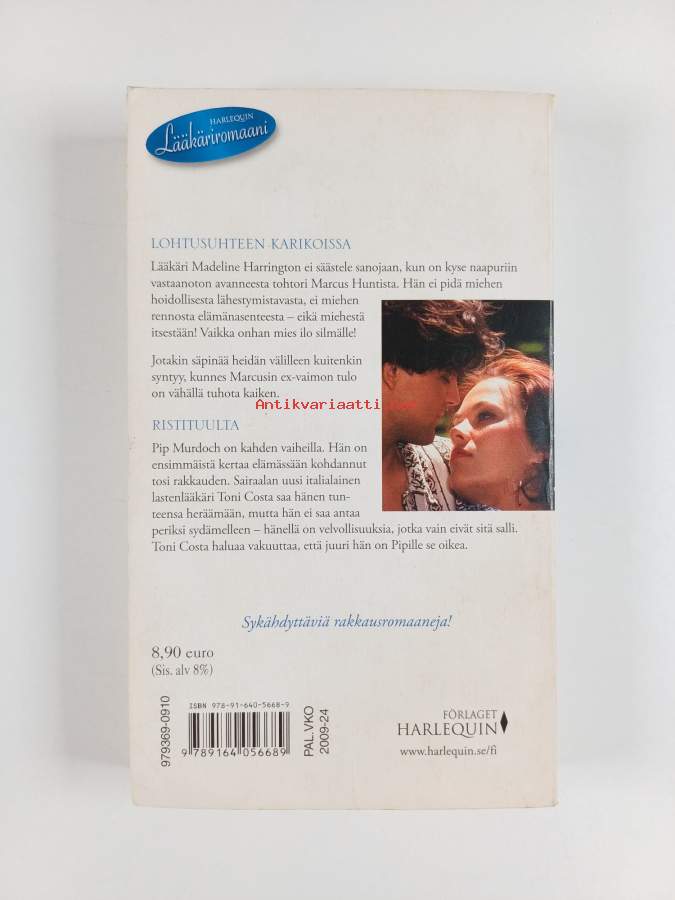 HARLEQUIN
Lääkäriromaani
LOHTUSUHTEEN KARIKOISSA
Lääkäri Madeline Harrington ei säästele sanojaan, kun on kyse naapuriin
vastaanoton avanneesta tohtori Marcus Huntista. Hän ei pidä miehen
hoidollisesta lähestymistavasta, ei miehen
rennosta elämänasenteesta – eikä miehestä
itsestään! Vaikka onhan mies ilo silmälle!
Jotakin säpinää heidän välilleen kuitenkin
syntyy, kunnes Marcusin ex-vaimon tulo
on vähällä tuhota kaiken.
Antikvariaatti.net
RISTITUULTA
Pip Murdoch on kahden vaiheilla. Hän on
ensimmäistä kertaa elämässään kohdannut
tosi rakkauden. Sairaalan uusi italialainen
lastenlääkäri Toni Costa saa hänen tun-
teensa heräämään, mutta hän ei saa antaa
periksi sydämelleen – hänellä on velvollisuuksia, jotka vain eivät sitä salli.
Toni Costa haluaa vakuuttaa, että juuri hän on Pipille se oikea.
Sykähdyttäviä rakkausromaaneja!
8,90 euro
(Sis. alv 8%)
979369-0910
ISBN 978-91-640-5668-9
9 789164 056689
PAL.VKO
2009-24
FÖRLAGET
HARLEQUIN
www.harlequin.se/fi